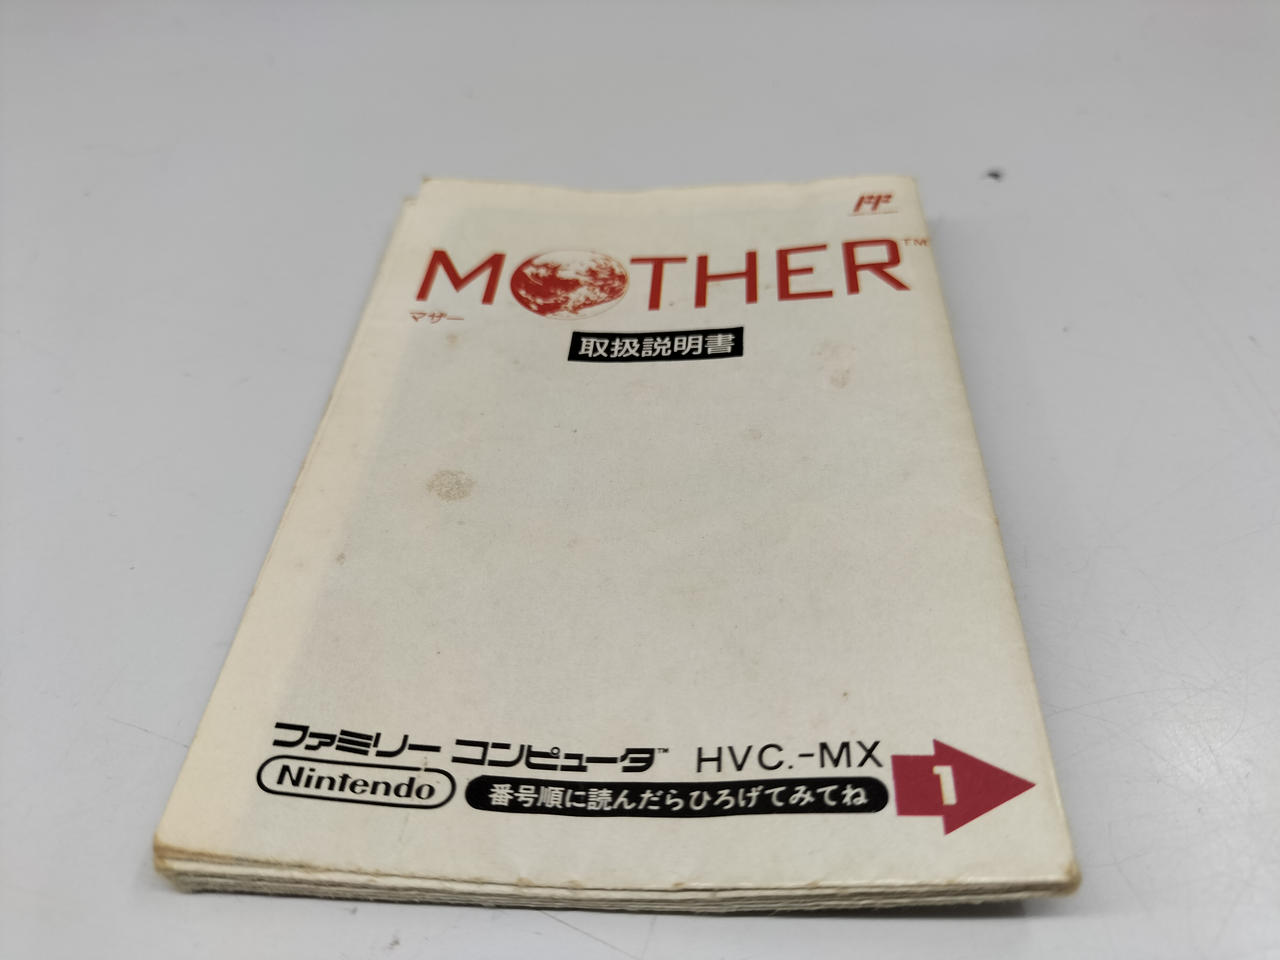 FF
MOTHER™
マザー
取扱説明書
ファミリー コンピュータ™ HVC.-MX
Nintendo
番号順に読んだらひろげてみてね
1